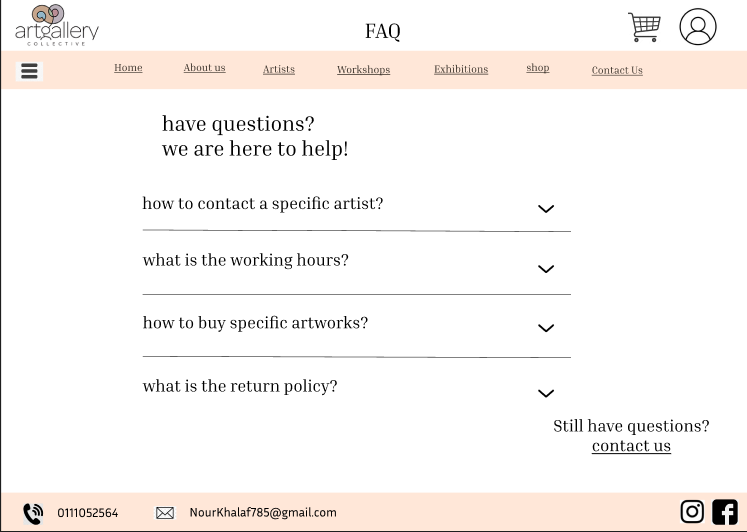 artgallery
COLLECTIVE
FAQ
Home About us Artists Workshops Exhibitions shop Contact Us
have questions?
we are here to help!
how to contact a specific artist?
what is the working hours?
how to buy specific artworks?
what is the return policy?
Still have questions?
contact us
0111052564 NourKhalaf785@gmail.com